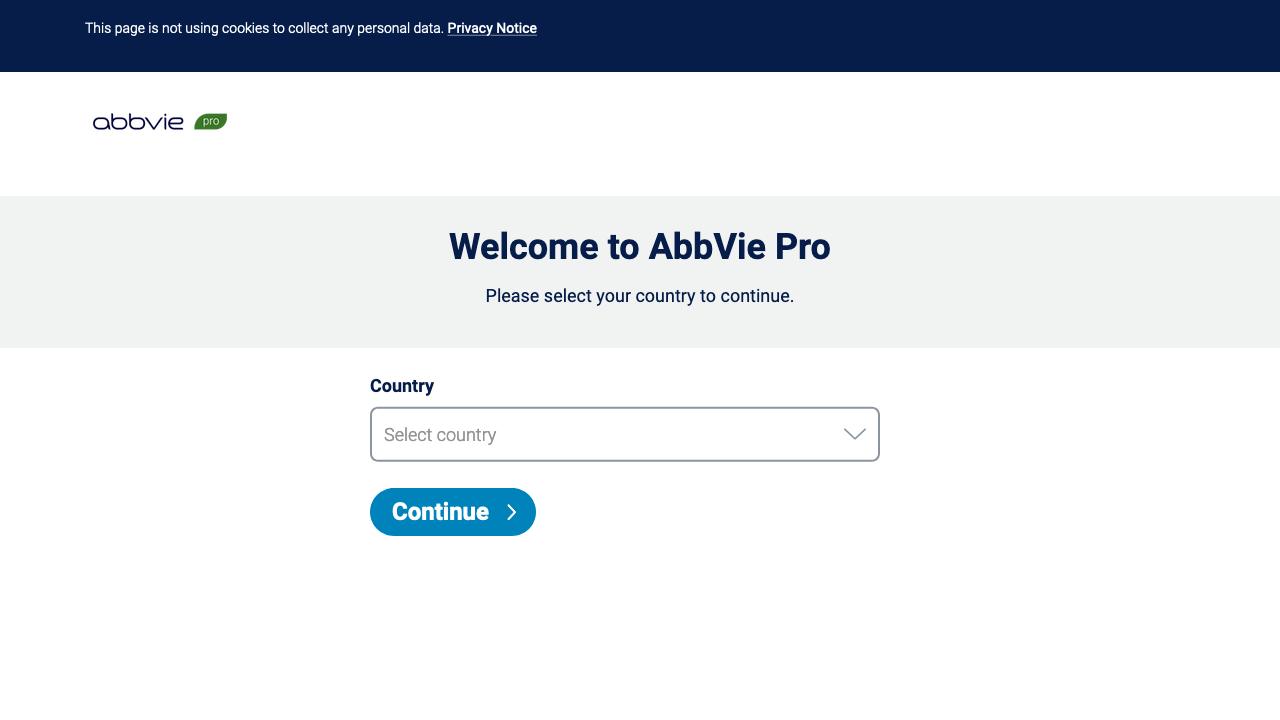 This page is not using cookies to collect any personal data. Privacy Notice
abbvie pro
Welcome to AbbVie Pro
Please select your country to continue.
Country
Select country
Continue